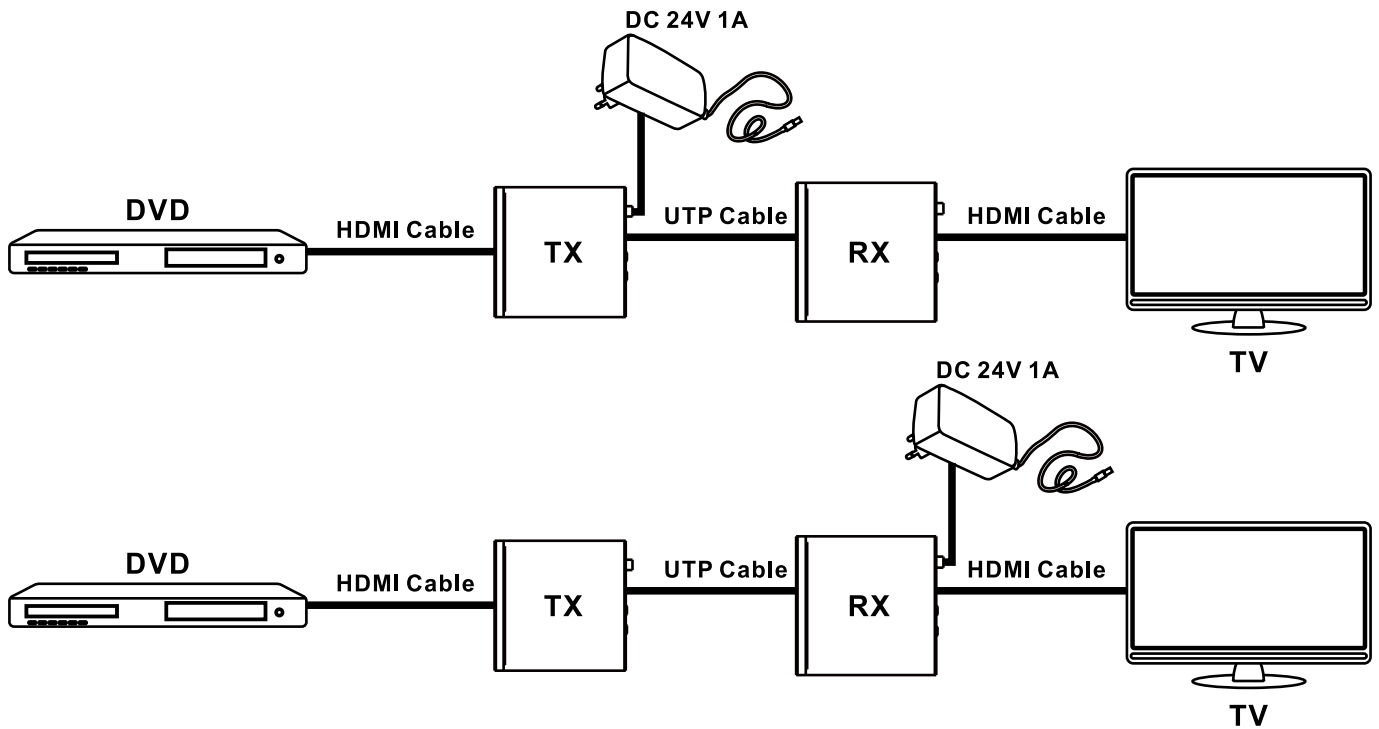 DC 24V 1A
DVD
HDMI Cable
TX
UTP Cable
RX
HDMI Cable
TV
DC 24V 1A
DVD
HDMI Cable
TX
UTP Cable
RX
HDMI Cable
TV